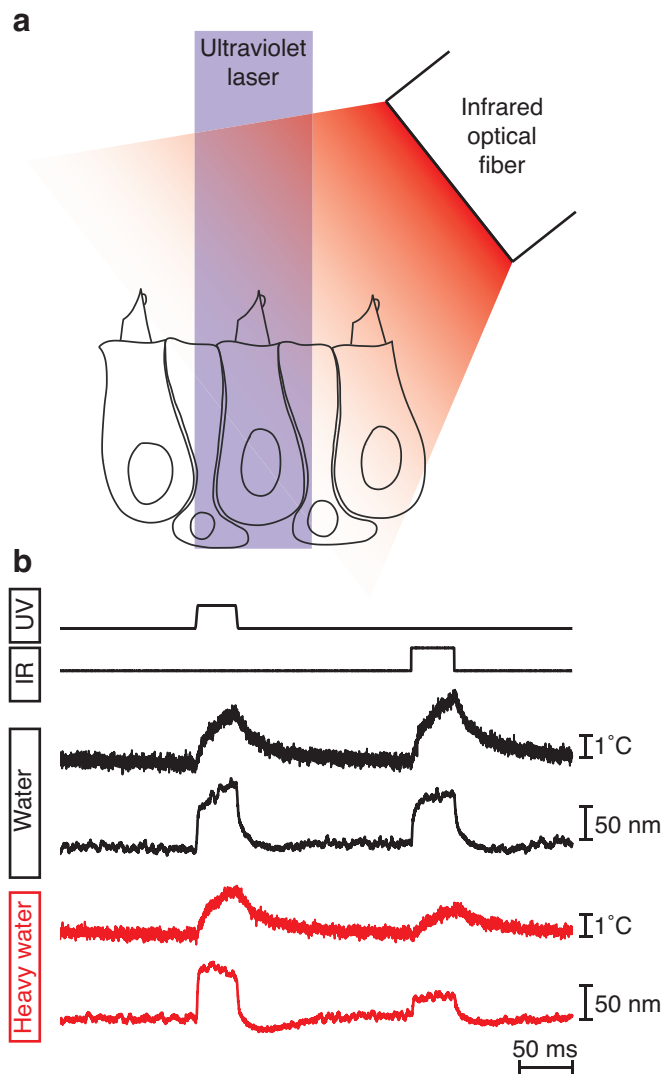 a
Ultraviolet
laser
Infrared
optical
fiber
b
UV
IR
Water
1˚C
50 nm
Heavy water
1˚C
50 nm
50 ms